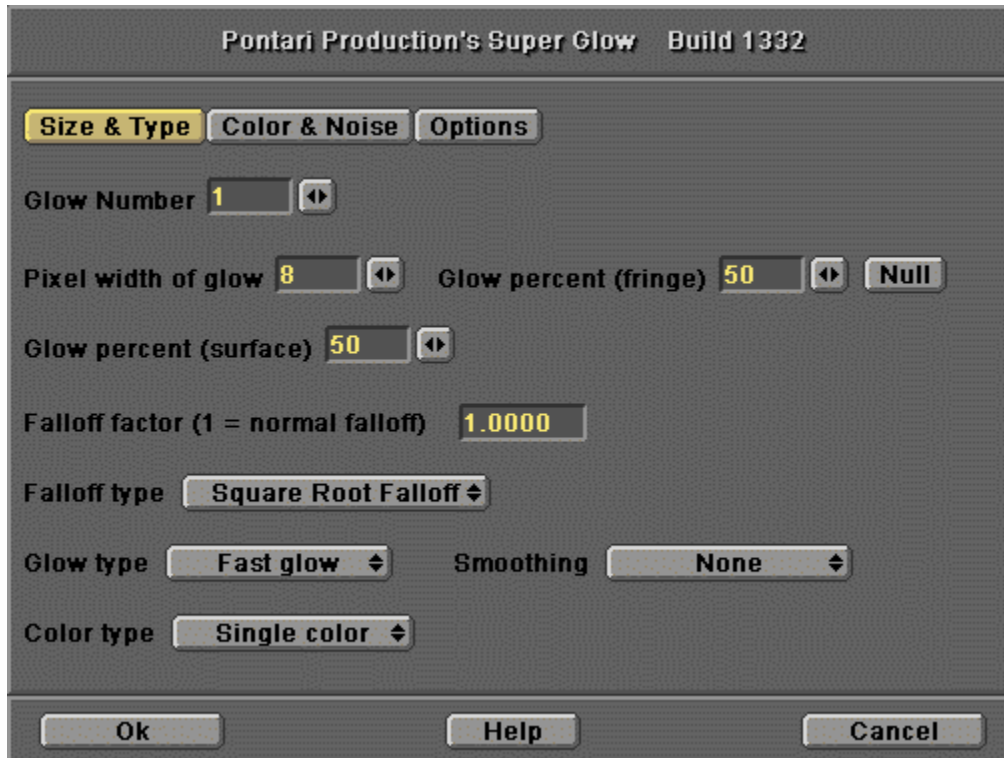 Pontari Production's Super Glow Build 1332
Size & Type Color & Noise Options
Glow Number 1
Pixel width of glow 8 Glow percent (fringe) 50 Null
Glow percent (surface) 50
Falloff factor (1 = normal falloff) 1.0000
Falloff type Square Root Falloff
Glow type Fast glow Smoothing None
Color type Single color
Ok Help Cancel